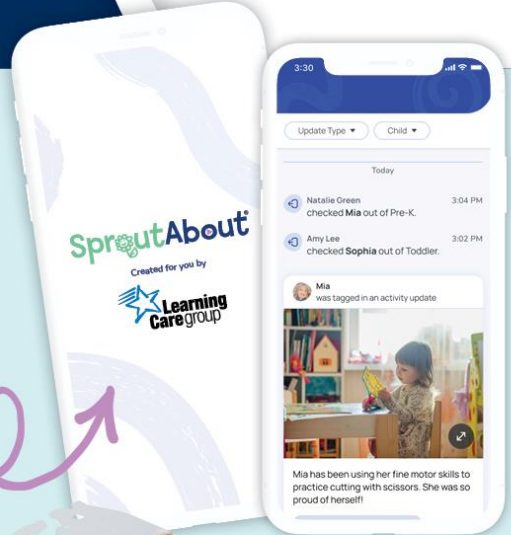 SproutAbout
Created for you by
Learning
Care group
3:30
Update Type
Child
Today
Natalie Green 3:04 PM
checked Mia out of Pre-K.
Amy Lee 3:02 PM
checked Sophia out of Toddler.
Mia
was tagged in an activity update
Mia has been using her fine motor skills to
practice cutting with scissors. She was so
proud of herself!